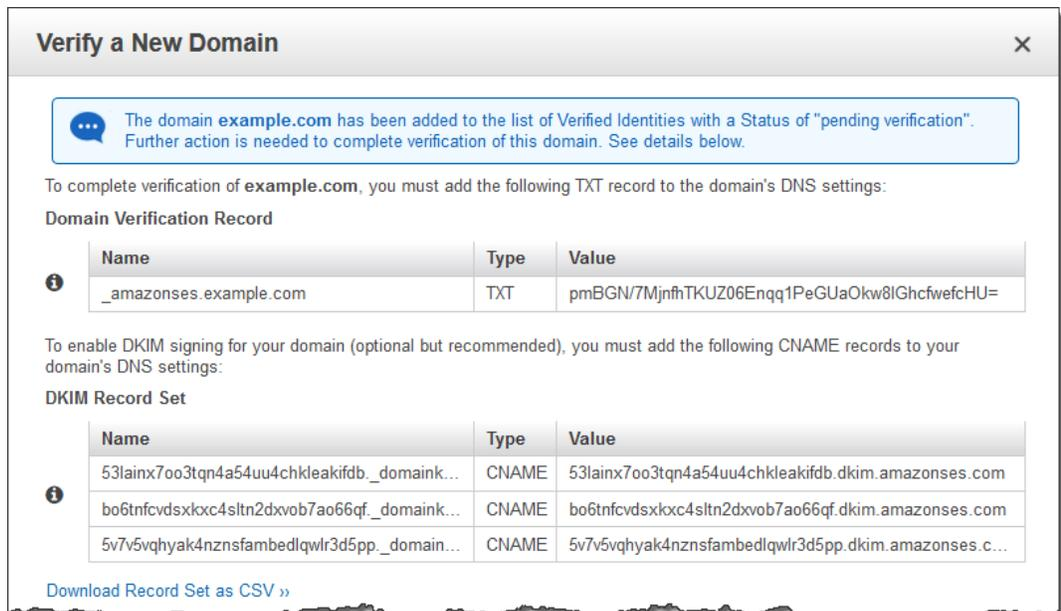 Verify a New Domain ×
The domain example.com has been added to the list of Verified Identities with a Status of "pending verification".
Further action is needed to complete verification of this domain. See details below.
To complete verification of example.com, you must add the following TXT record to the domain's DNS settings:
Domain Verification Record
Name Type Value
_amazonses.example.com TXT pmBGN/7MjnfhTKUZ06Enqq1PeGUaOkw8lGhcfwefcHU=
To enable DKIM signing for your domain (optional but recommended), you must add the following CNAME records to your
domain's DNS settings:
DKIM Record Set
Name Type Value
53lainx7oo3tqn4a54uu4chkleakifdb._domaink... CNAME 53lainx7oo3tqn4a54uu4chkleakifdb.dkim.amazonses.com
bo6tnfcvdsxkxc4sltn2dxvob7ao66qf._domaink... CNAME bo6tnfcvdsxkxc4sltn2dxvob7ao66qf.dkim.amazonses.com
5v7v5vqhyak4nznsfambedlqwlr3d5pp._domain... CNAME 5v7v5vqhyak4nznsfambedlqwlr3d5pp.dkim.amazonses.c...
Download Record Set as CSV ››